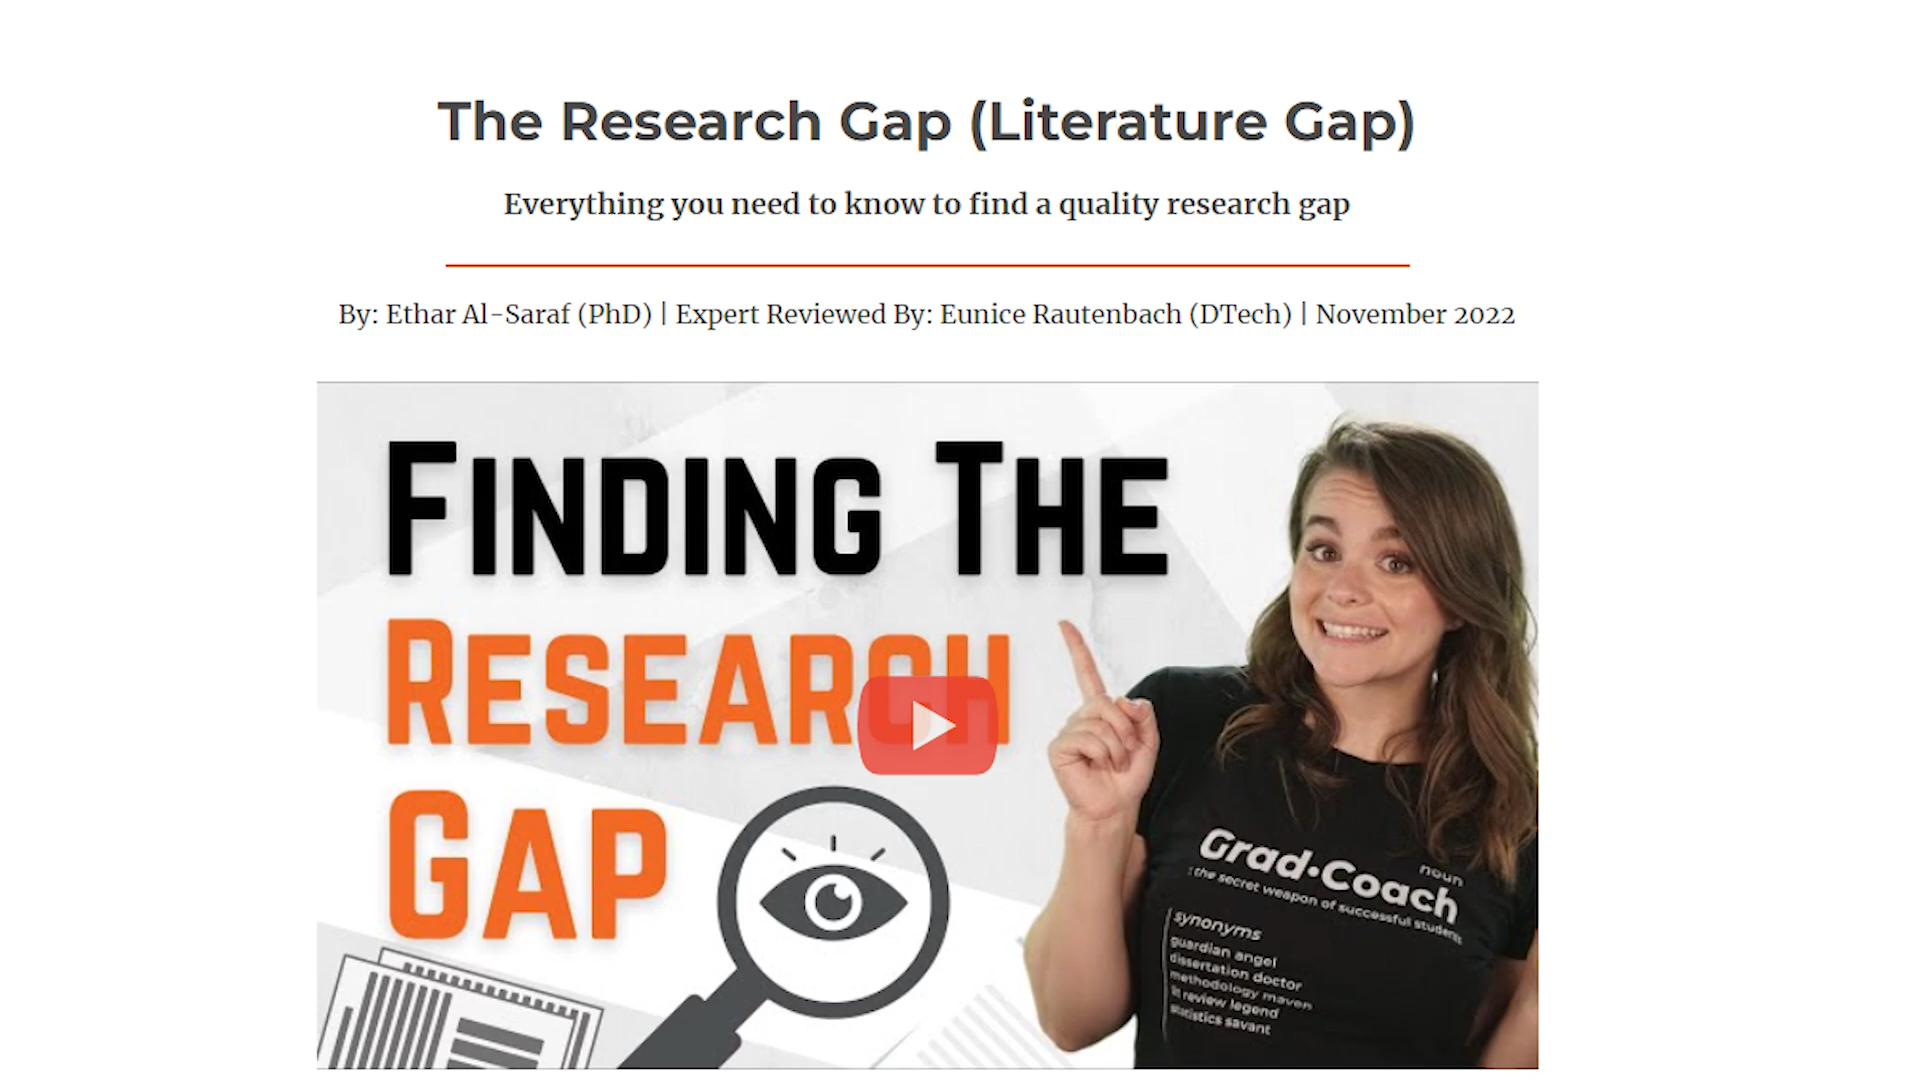 The Research Gap (Literature Gap)
Everything you need to know to find a quality research gap
By: Ethar Al-Saraf (PhD) | Expert Reviewed By: Eunice Rautenbach (DTech) | November 2022
FINDING THE
RESEARCH
GAP
Grad•Coach
noun
: the secret weapon of successful students
synonyms
guardian angel
dissertation doctor
methodology maven
lit review legend
statistics savant